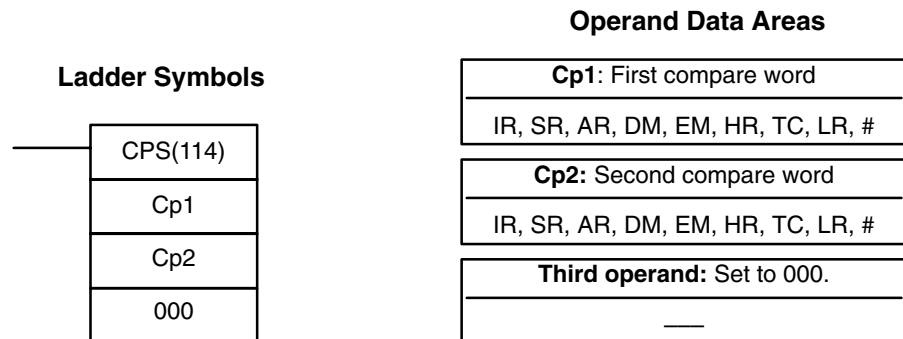 Ladder Symbols
CPS(114)
Cp1
Cp2
000
Operand Data Areas
Cp1: First compare word
IR, SR, AR, DM, EM, HR, TC, LR, #
Cp2: Second compare word
IR, SR, AR, DM, EM, HR, TC, LR, #
Third operand: Set to 000.
___